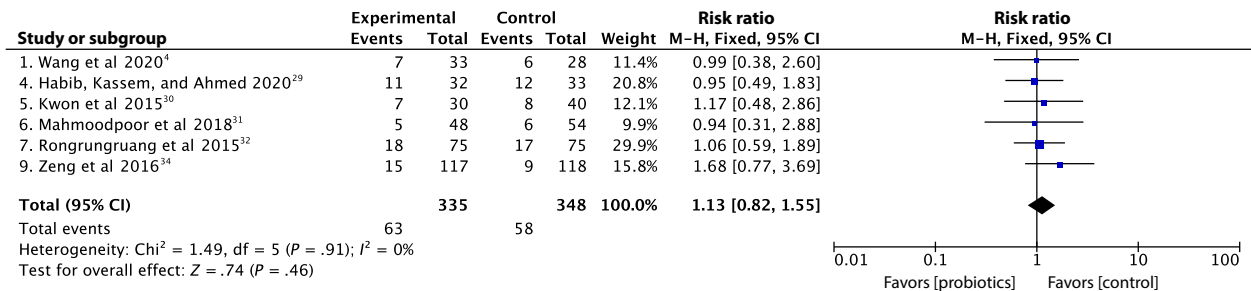 Experimental Control Risk ratio Risk ratio
Study or subgroup Events Total Events Total Weight M–H, Fixed, 95% CI M–H, Fixed, 95% CI
1. Wang et al 2020⁴ 7 33 6 28 11.4% 0.99 [0.38, 2.60]
4. Habib, Kassem, and Ahmed 2020²⁹ 11 32 12 33 20.8% 0.95 [0.49, 1.83]
5. Kwon et al 2015³⁰ 7 30 8 40 12.1% 1.17 [0.48, 2.86]
6. Mahmoodpoor et al 2018³¹ 5 48 6 54 9.9% 0.94 [0.31, 2.88]
7. Rongrungruang et al 2015³² 18 75 17 75 29.9% 1.06 [0.59, 1.89]
9. Zeng et al 2016³⁴ 15 117 9 118 15.8% 1.68 [0.77, 3.69]
Total (95% CI) 335 348 100.0% 1.13 [0.82, 1.55]
Total events 63 58
Heterogeneity: Chi² = 1.49, df = 5 (P = .91); I² = 0%
Test for overall effect: Z = .74 (P = .46)
0.01 0.1 1 10 100
Favors [probiotics] Favors [control]